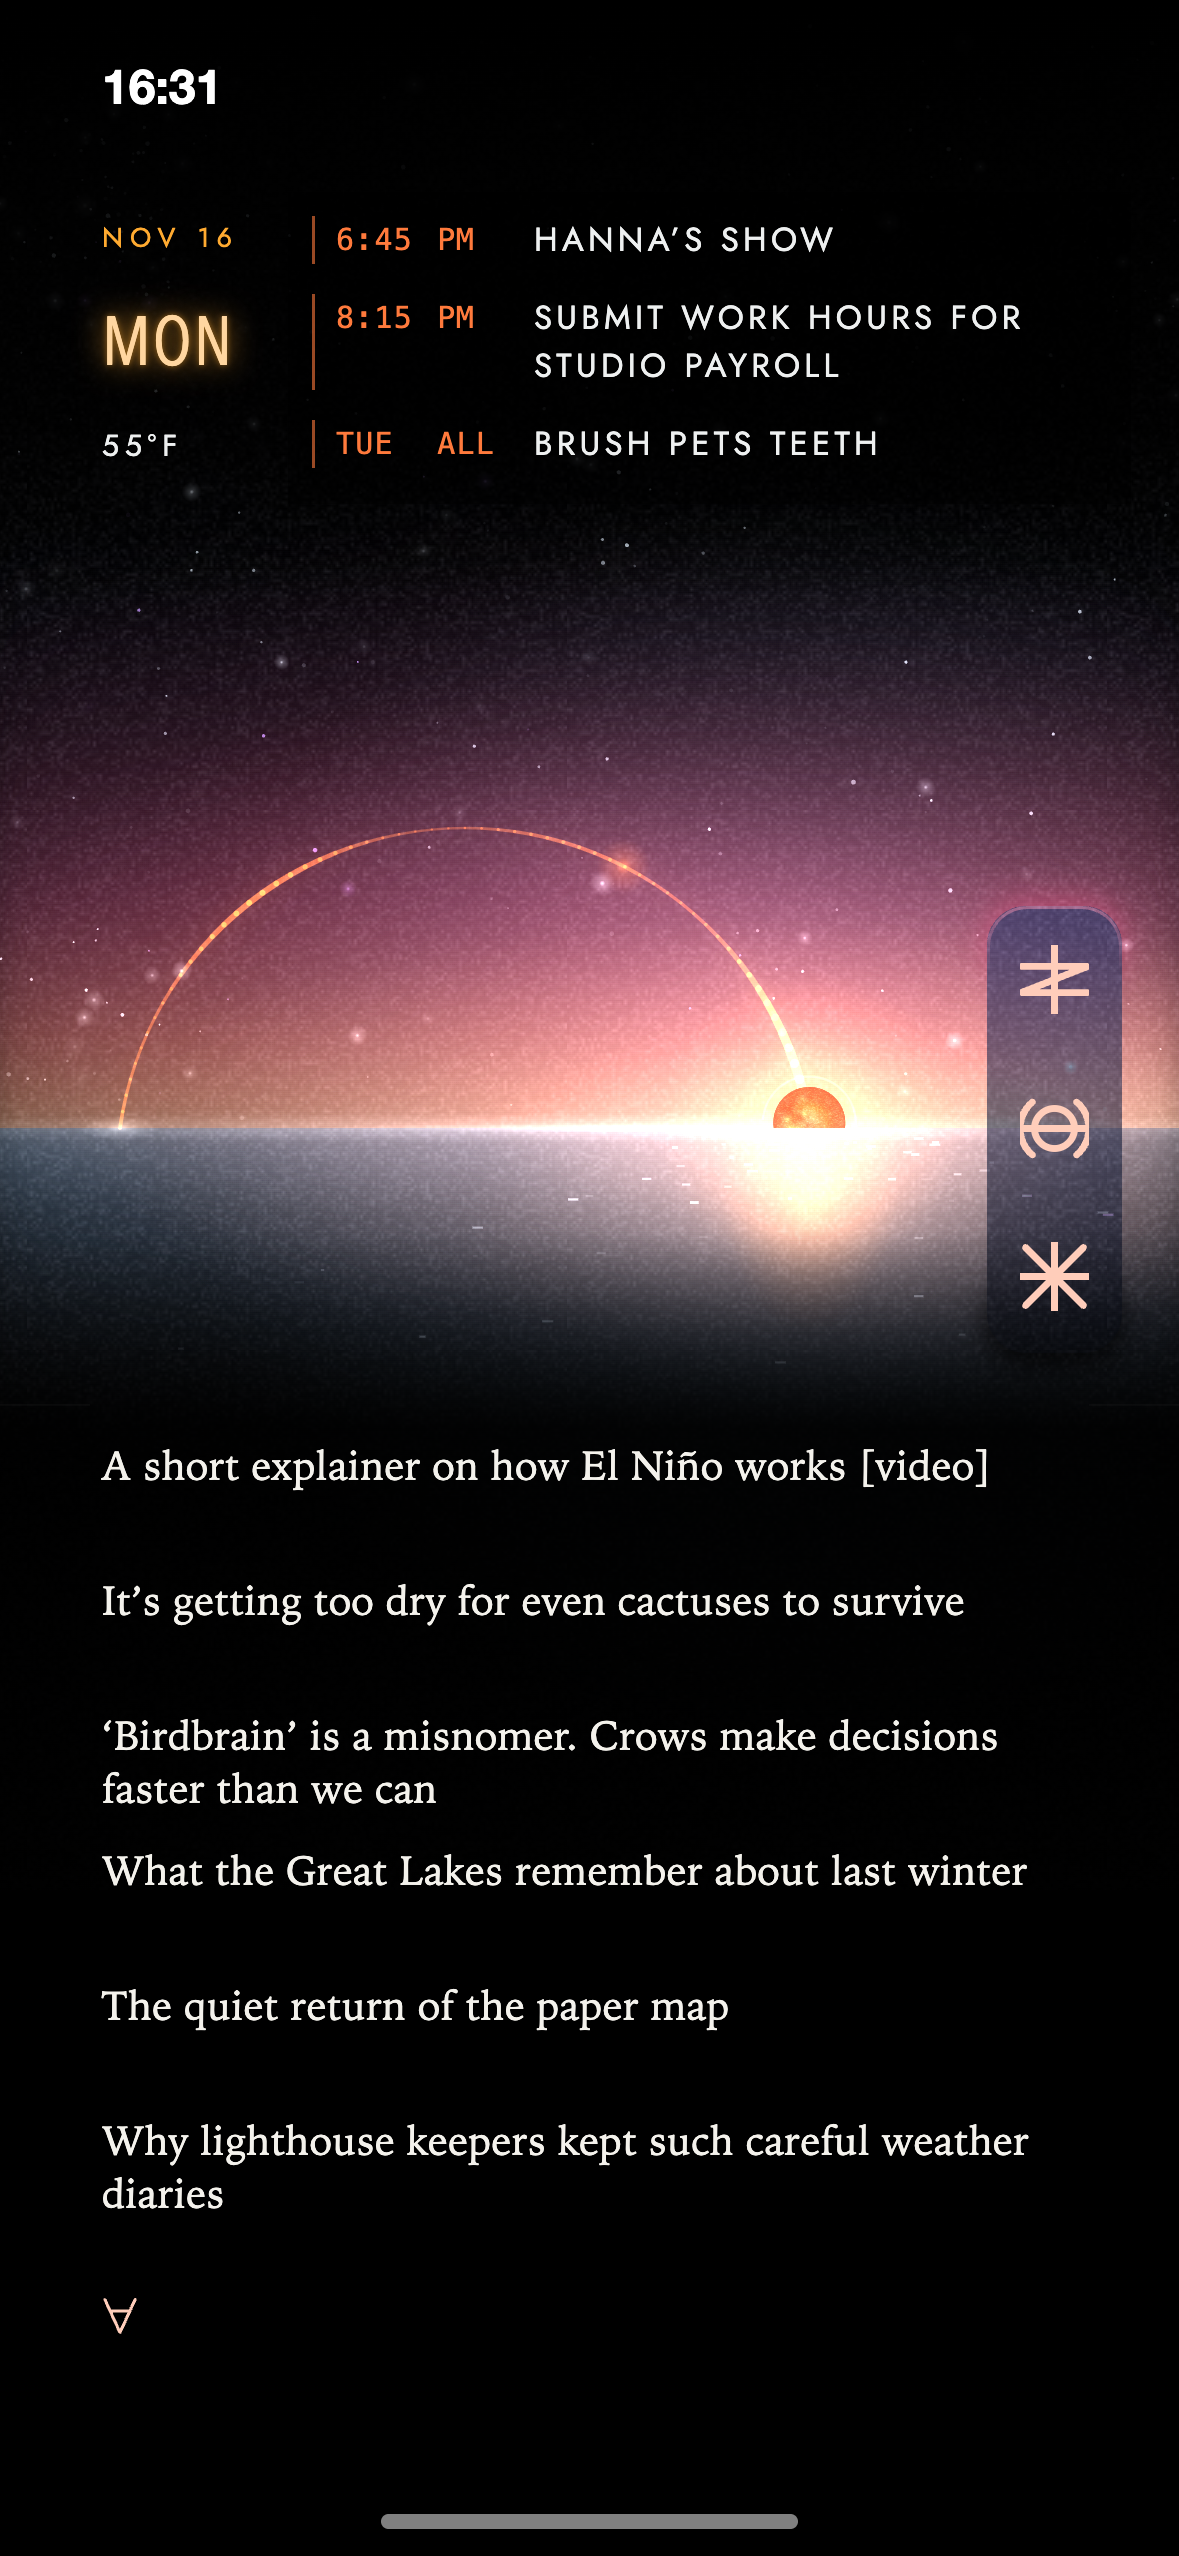 16:31
NOV 16
MON
55°F
6:45 PM HANNA’S SHOW
8:15 PM SUBMIT WORK HOURS FOR
STUDIO PAYROLL
TUE ALL BRUSH PETS TEETH
A short explainer on how El Niño works [video]
It’s getting too dry for even cactuses to survive
‘Birdbrain’ is a misnomer. Crows make decisions
faster than we can
What the Great Lakes remember about last winter
The quiet return of the paper map
Why lighthouse keepers kept such careful weather
diaries
∀